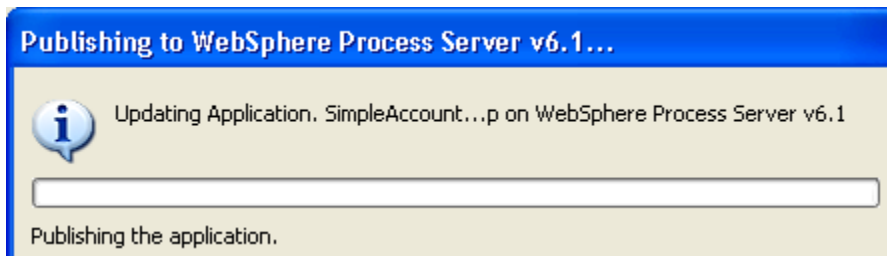 Publishing to WebSphere Process Server v6.1...
Updating Application. SimpleAccount...p on WebSphere Process Server v6.1
Publishing the application.